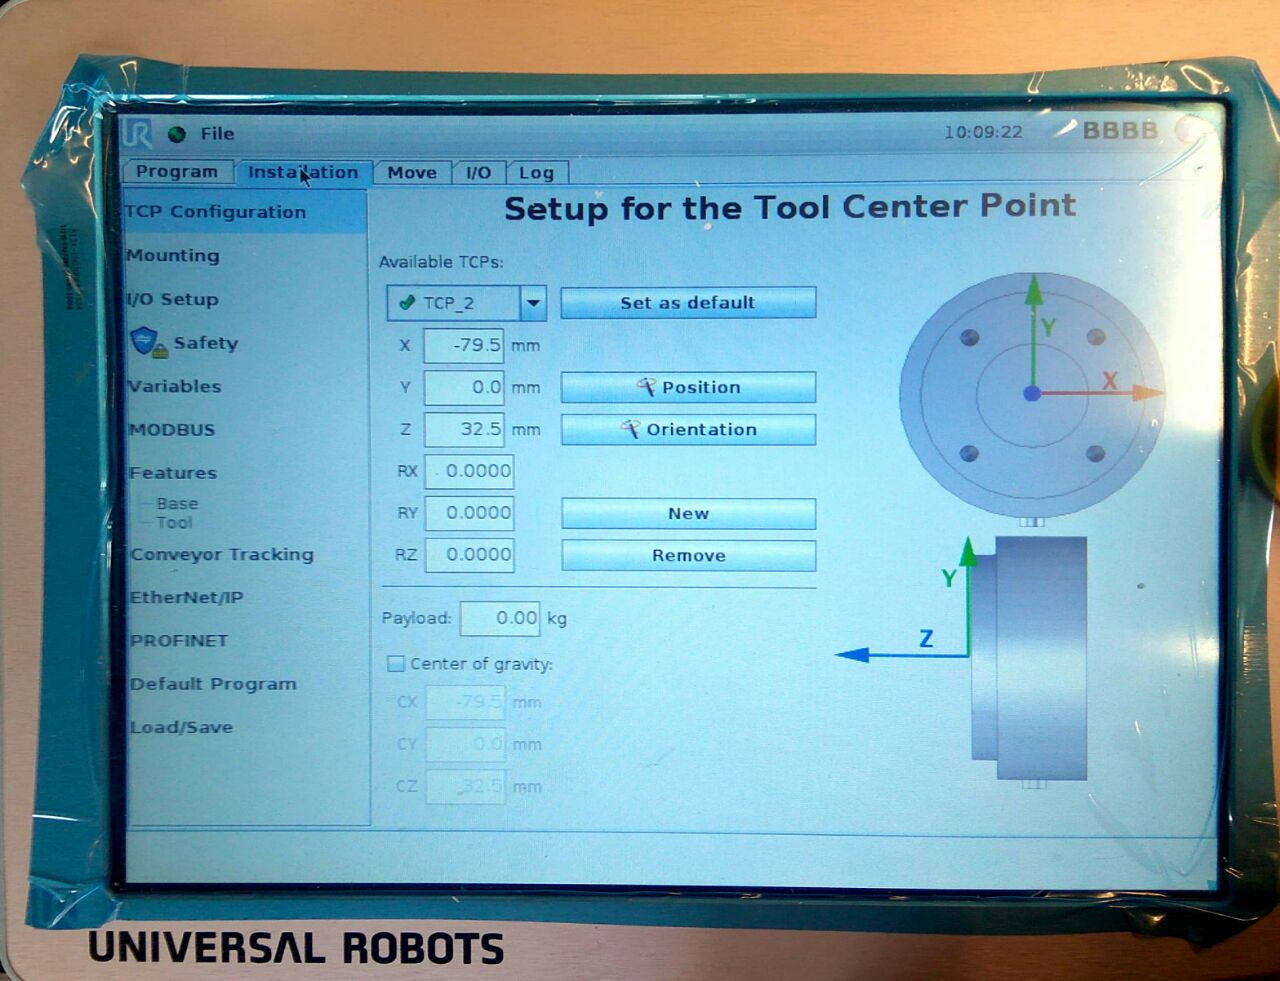 UR File 10:09:22 BBBB
Program Installation Move I/O Log
TCP Configuration
Mounting
I/O Setup
Safety
Variables
MODBUS
Features
Base
Tool
Conveyor Tracking
EtherNet/IP
PROFINET
Default Program
Load/Save
Setup for the Tool Center Point
Available TCPs:
TCP_2 Set as default
X -79.5 mm
Y 0.0 mm Position
Z 32.5 mm Orientation
RX 0.0000
RY 0.0000 New
RZ 0.0000 Remove
Payload: 0.00 kg
Center of gravity:
CX -79.5 mm
CY 0.0 mm
CZ 32.5 mm
Y
X
Y
Z
UNIVERSAL ROBOTS